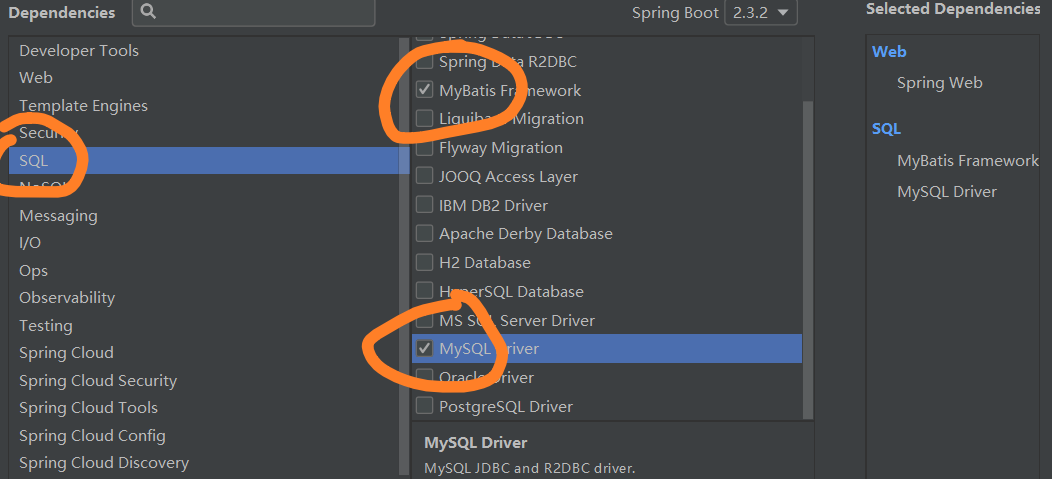 Dependencies
Spring Boot 2.3.2
Selected Dependencies
Developer Tools
Web
Template Engines
Security
SQL
NoSQL
Messaging
I/O
Ops
Observability
Testing
Spring Cloud
Spring Cloud Security
Spring Cloud Tools
Spring Cloud Config
Spring Cloud Discovery
Spring Data R2DBC
MyBatis Framework
Liquibase Migration
Flyway Migration
JOOQ Access Layer
IBM DB2 Driver
Apache Derby Database
H2 Database
HyperSQL Database
MS SQL Server Driver
MySQL Driver
Oracle Driver
PostgreSQL Driver
MySQL Driver
MySQL JDBC and R2DBC driver.
Web
Spring Web
SQL
MyBatis Framework
MySQL Driver